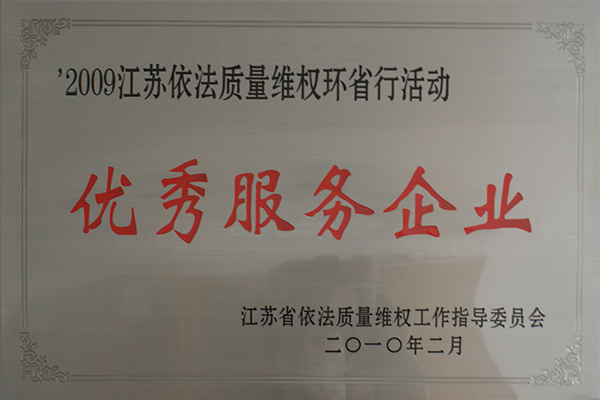 '2009江苏依法质量维权环省行活动
优秀服务企业
江苏省依法质量维权工作指导委员会
二〇一〇年二月